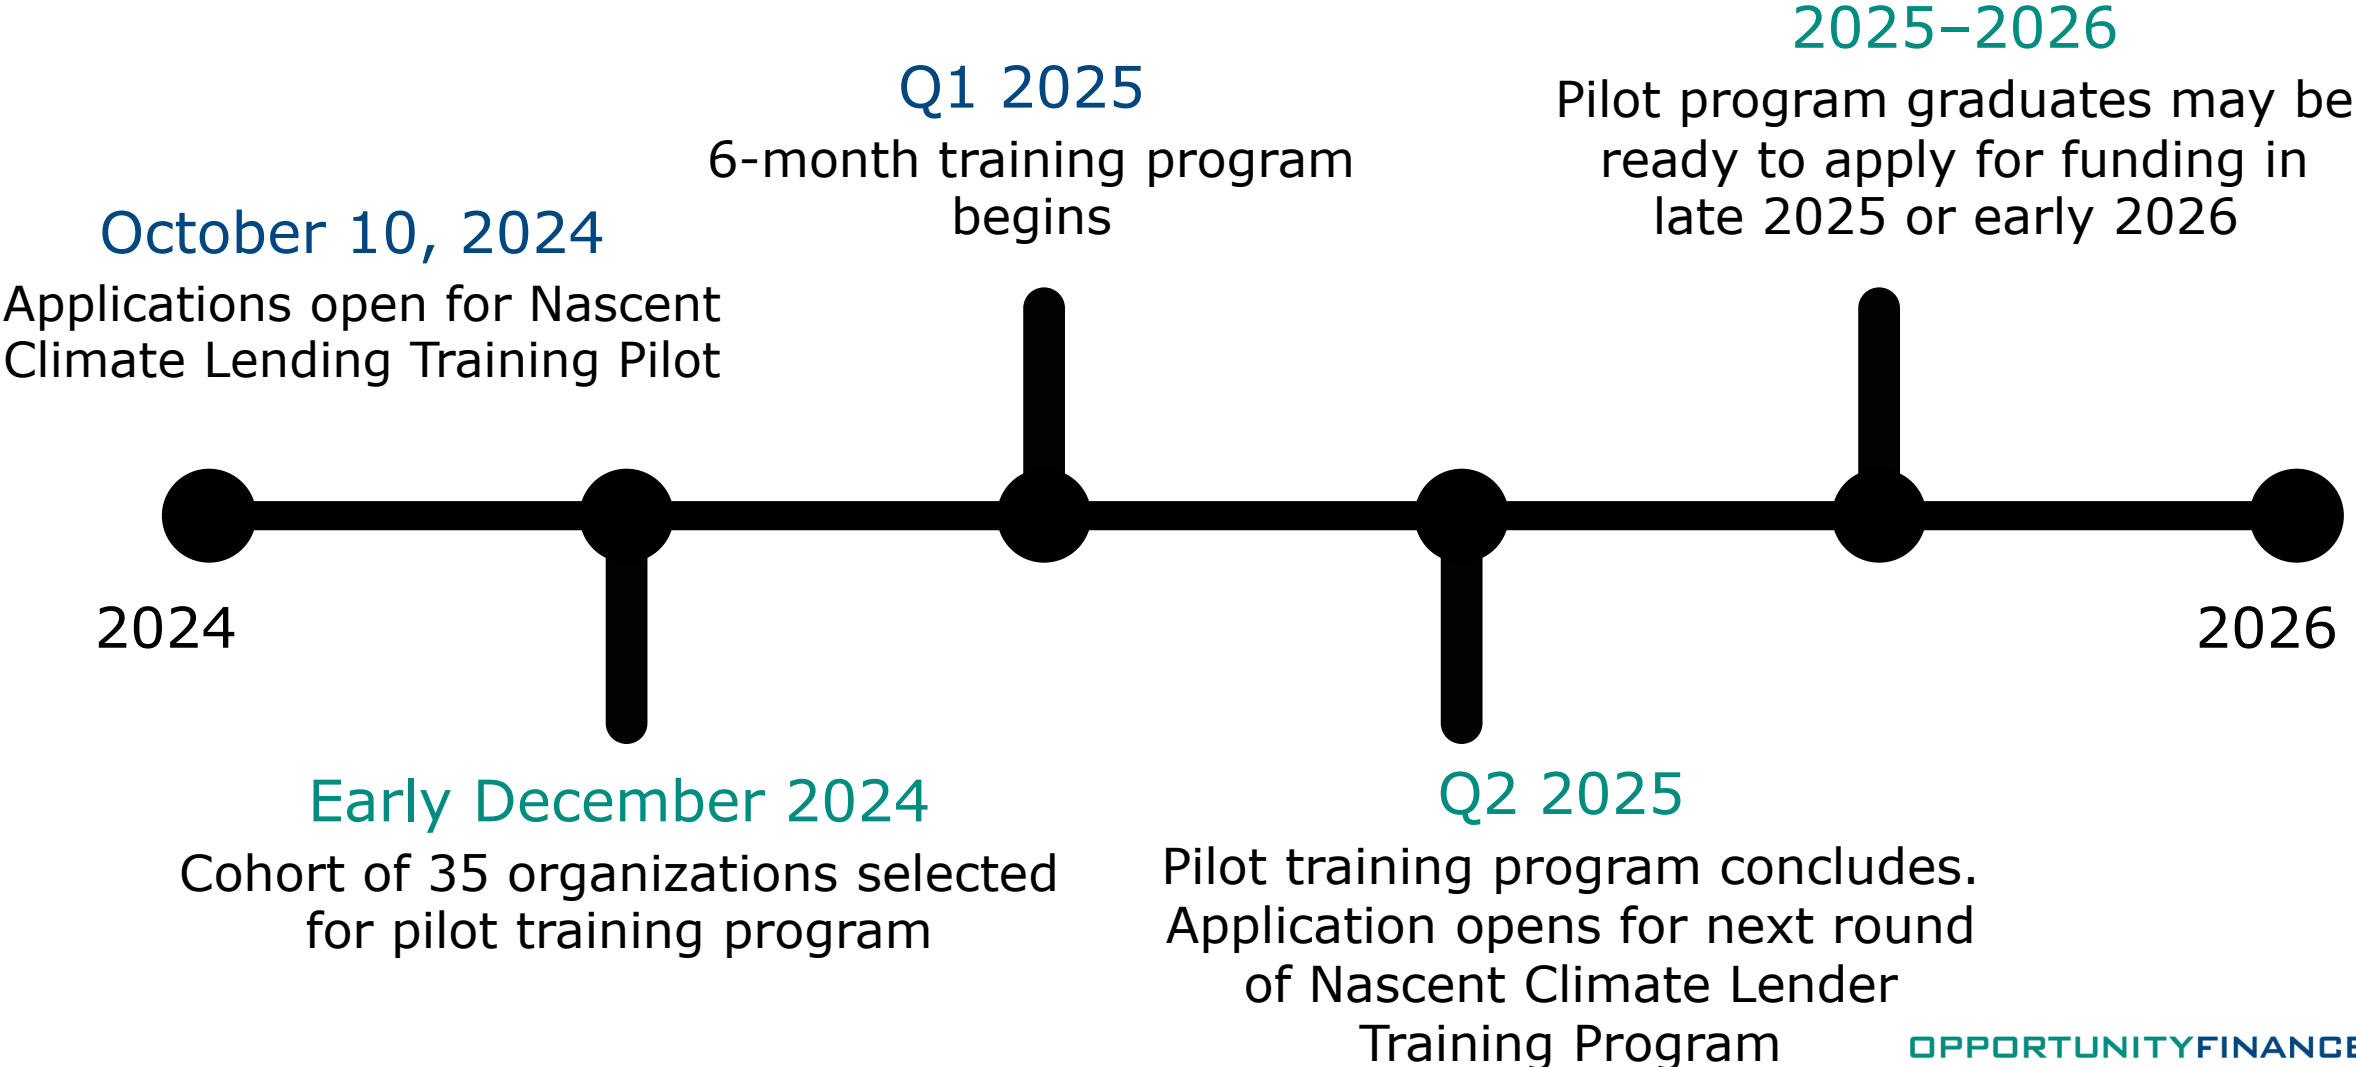 October 10, 2024
Applications open for Nascent
Climate Lending Training Pilot
Q1 2025
6-month training program
begins
2025–2026
Pilot program graduates may be
ready to apply for funding in
late 2025 or early 2026
2024
2026
Early December 2024
Cohort of 35 organizations selected
for pilot training program
Q2 2025
Pilot training program concludes.
Application opens for next round
of Nascent Climate Lender
Training Program
OPPORTUNITYFINANCE